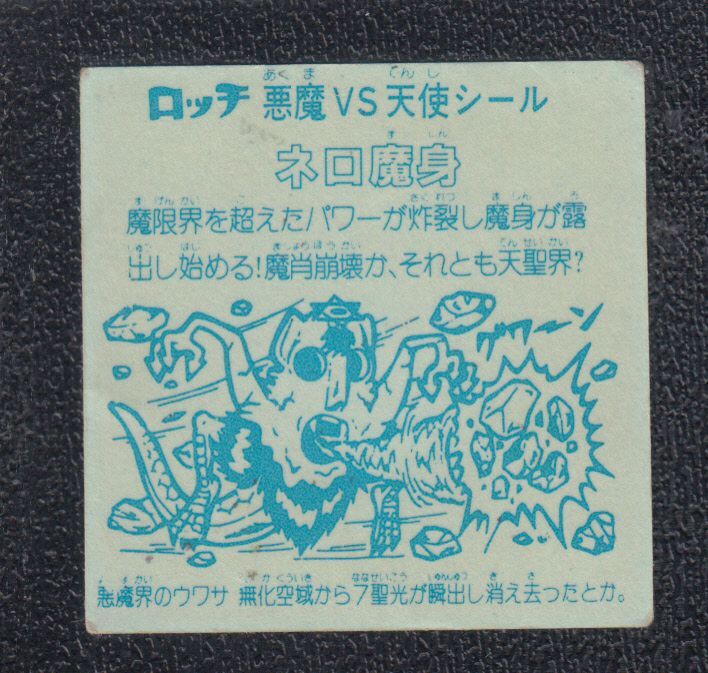 ロッチ 悪魔VS天使シール
ネロ魔身
魔限界を超えたパワーが炸裂し魔身が露
出し始める!魔肖崩壊か、それとも天聖界?
グワン
悪魔界のウワサ 無化空域から7聖光が瞬出し消え去ったとか。